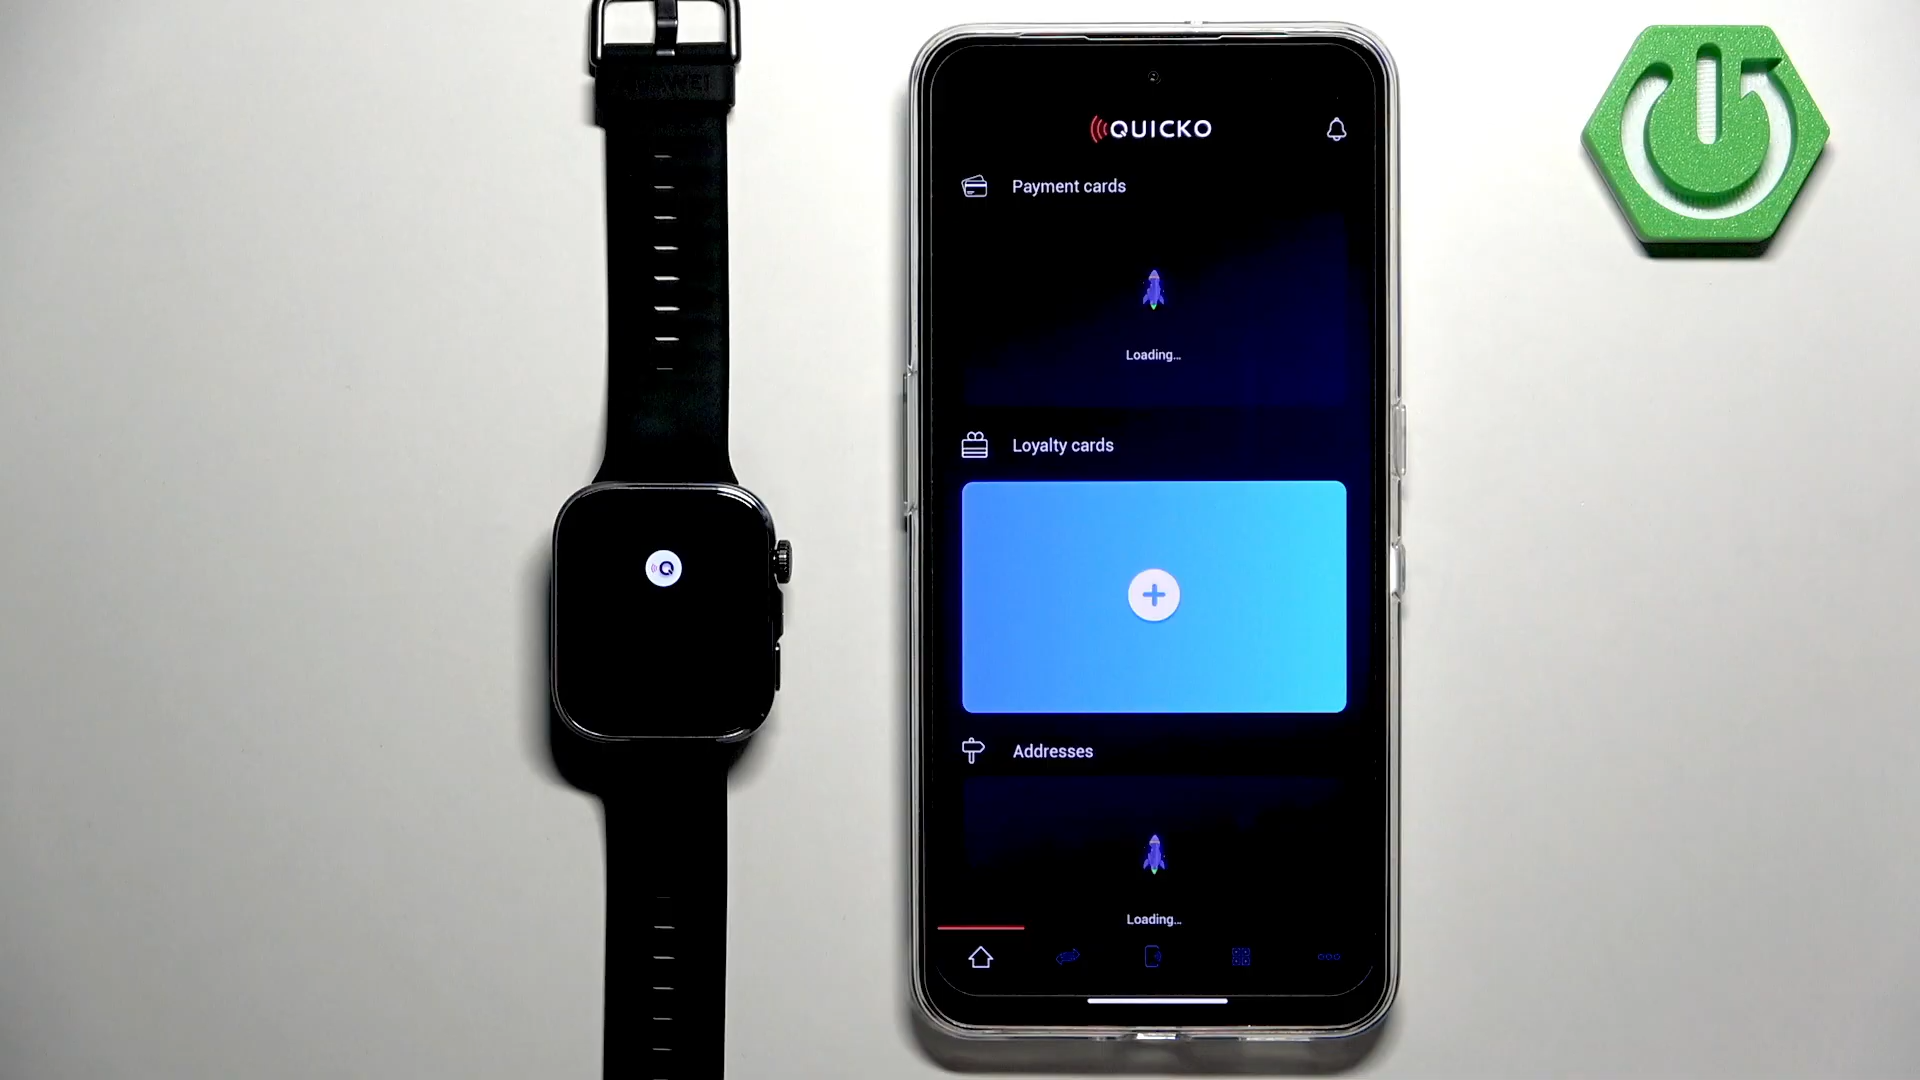 QUICKO
Payment cards
Loading...
Loyalty cards
Addresses
Loading...
Q